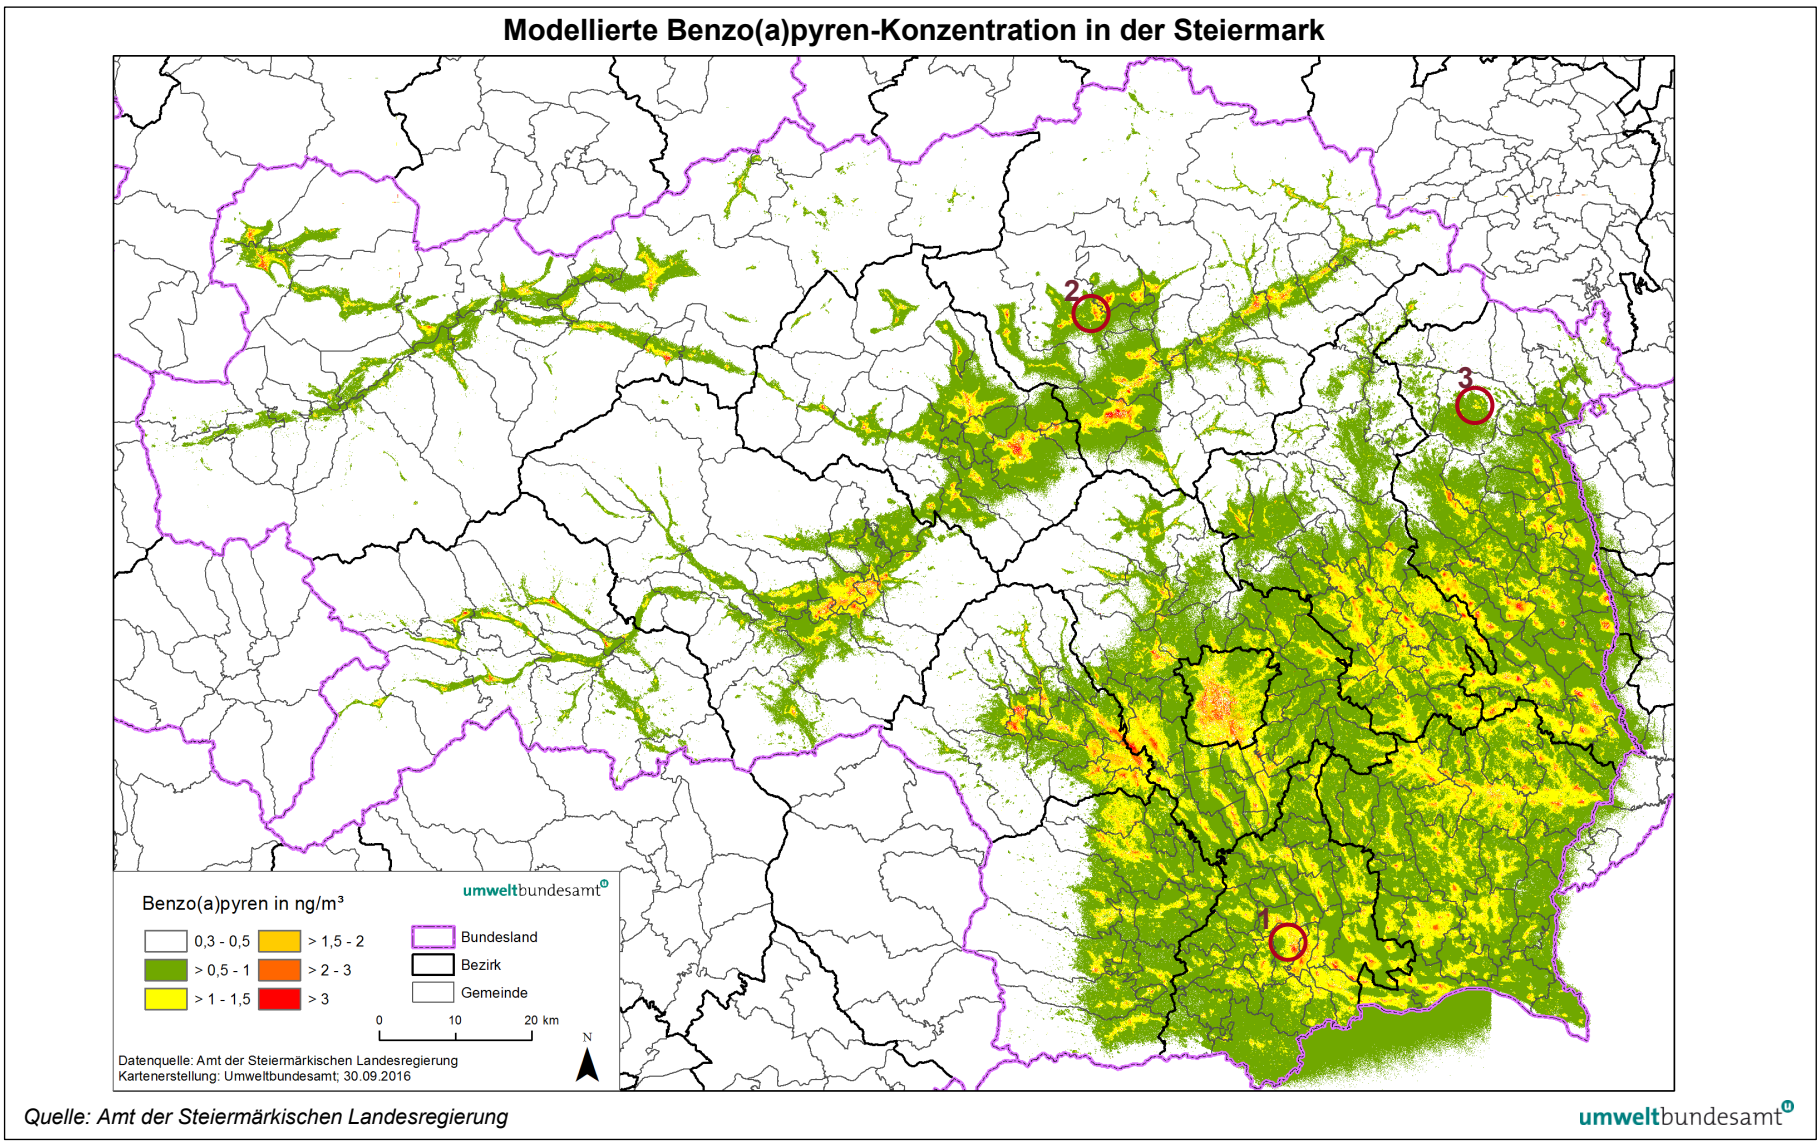 Modellierte Benzo(a)pyren-Konzentration in der Steiermark
2
3
1
umweltbundesamt
Benzo(a)pyren in ng/m³
0,3 - 0,5
> 1,5 - 2
Bundesland
> 0,5 - 1
> 2 - 3
Bezirk
> 1 - 1,5
> 3
Gemeinde
0 10 20 km
N
Datenquelle: Amt der Steiermärkischen Landesregierung
Kartenerstellung: Umweltbundesamt; 30.09.2016
Quelle: Amt der Steiermärkischen Landesregierung
umweltbundesamt